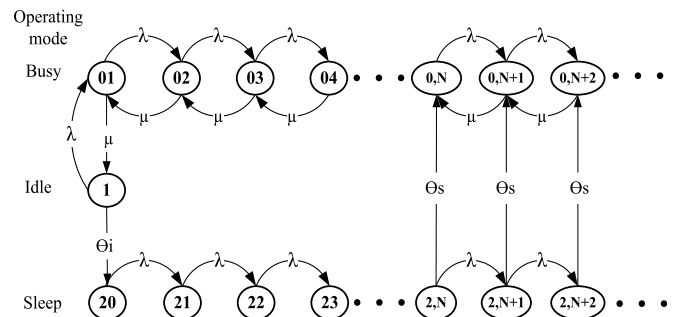 Operating
mode
λ λ λ λ λ
Busy 01 02 03 04 • • • 0,N 0,N+1 0,N+2 • • •
μ μ μ μ μ
λ μ
Idle 1 Θs Θs Θs
Θi
λ λ λ λ λ
Sleep 20 21 22 23 • • • 2,N 2,N+1 2,N+2 • • •